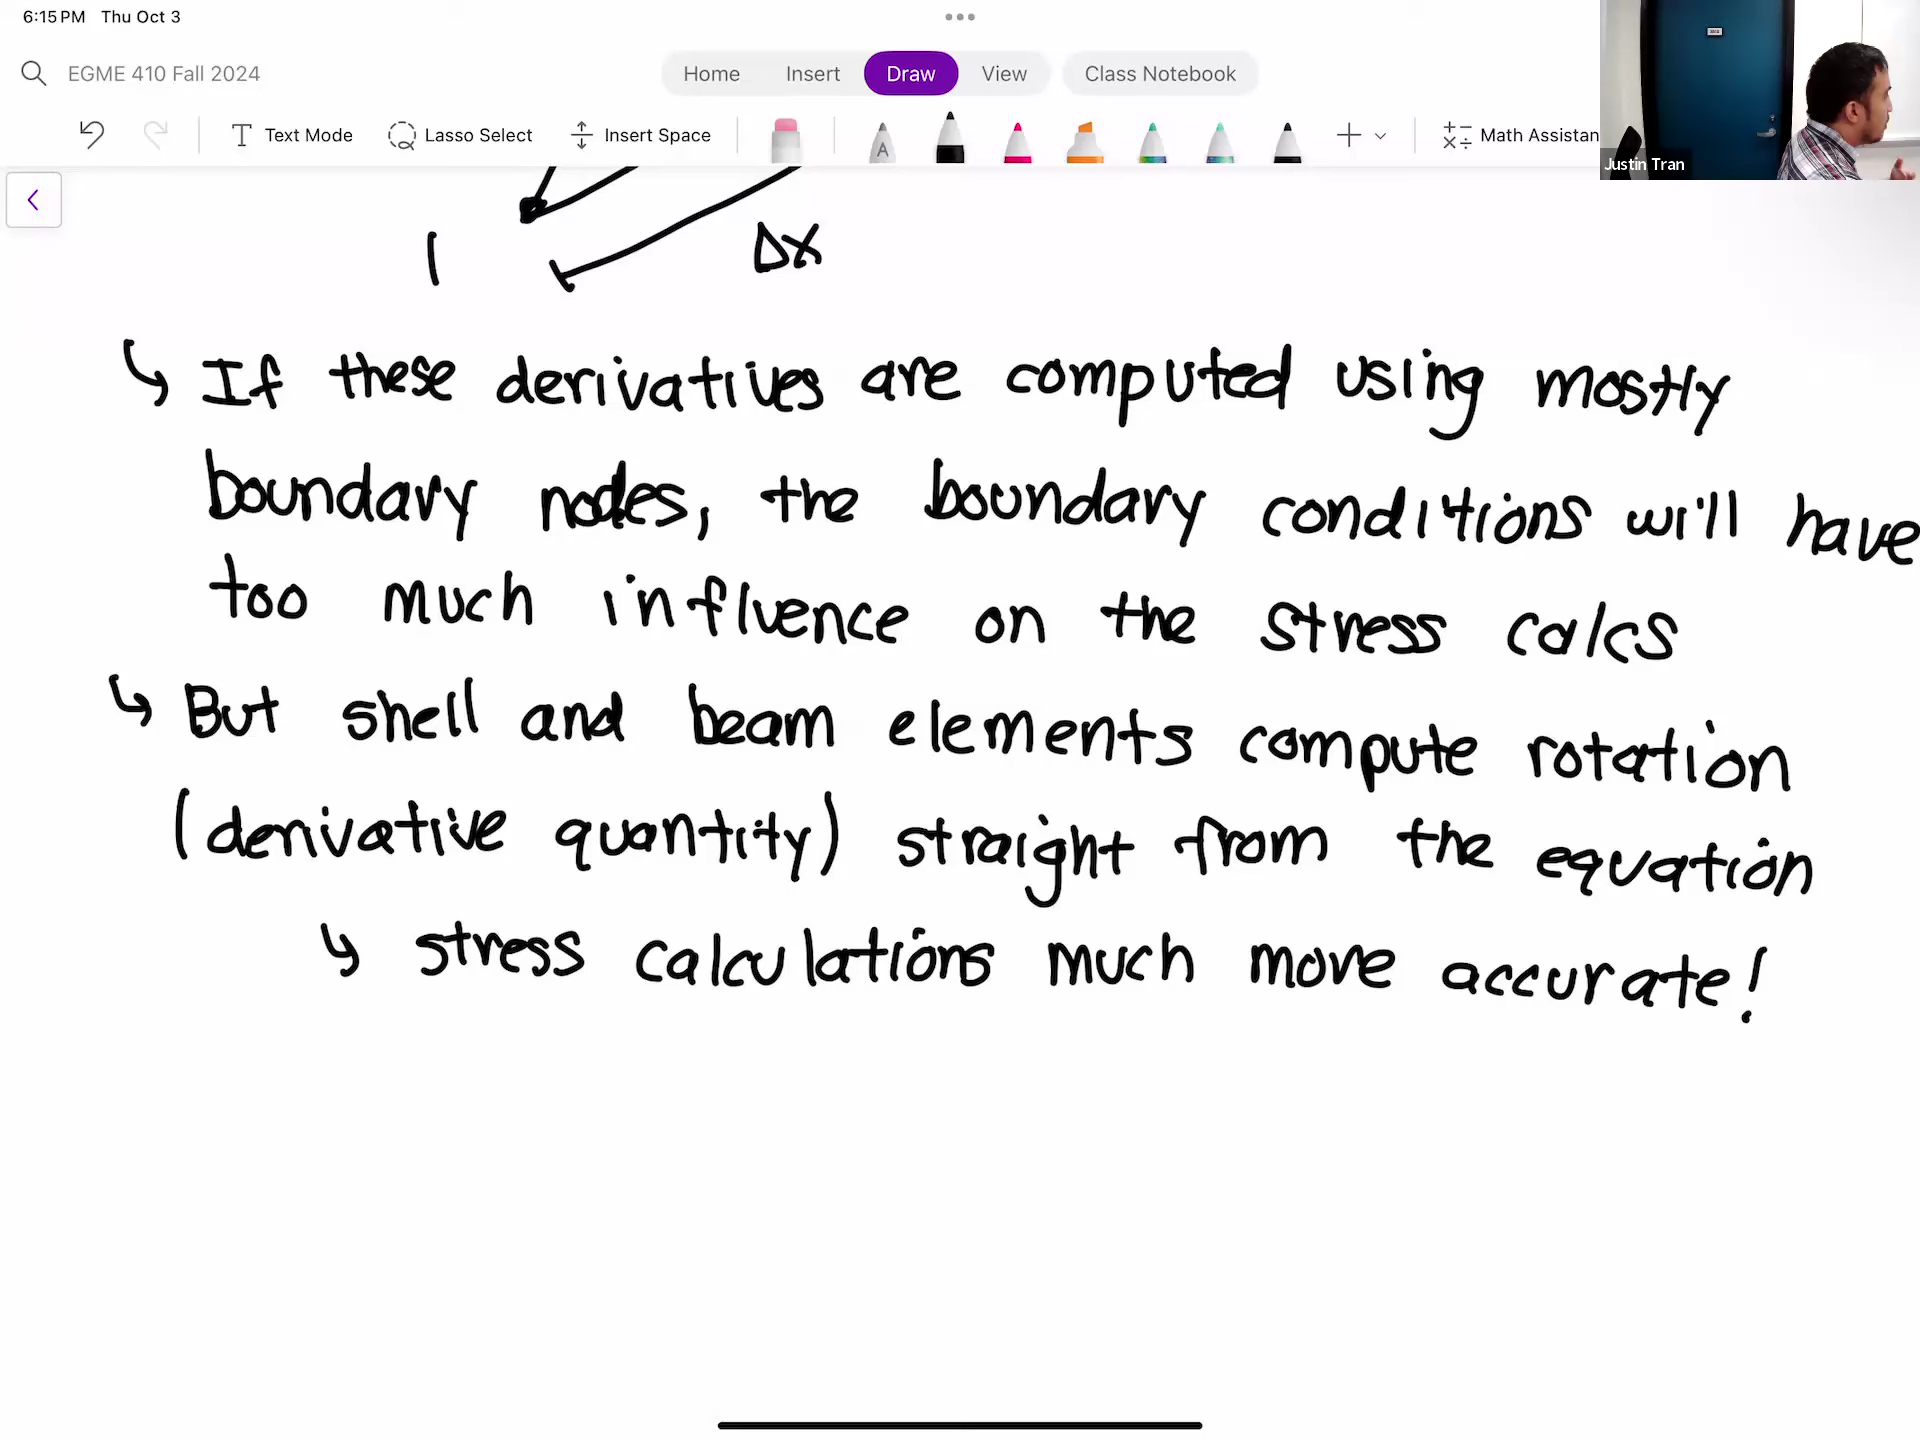 6:15 PM Thu Oct 3
EGME 410 Fall 2024
Home Insert Draw View Class Notebook
Text Mode Lasso Select Insert Space A Math Assistan
Justin Tran
1 Δx
↳ If these derivatives are computed using mostly
boundary nodes, the boundary conditions will have
too much influence on the stress calcs
↳ But shell and beam elements compute rotation
(derivative quantity) straight from the equation
↳ stress calculations much more accurate!